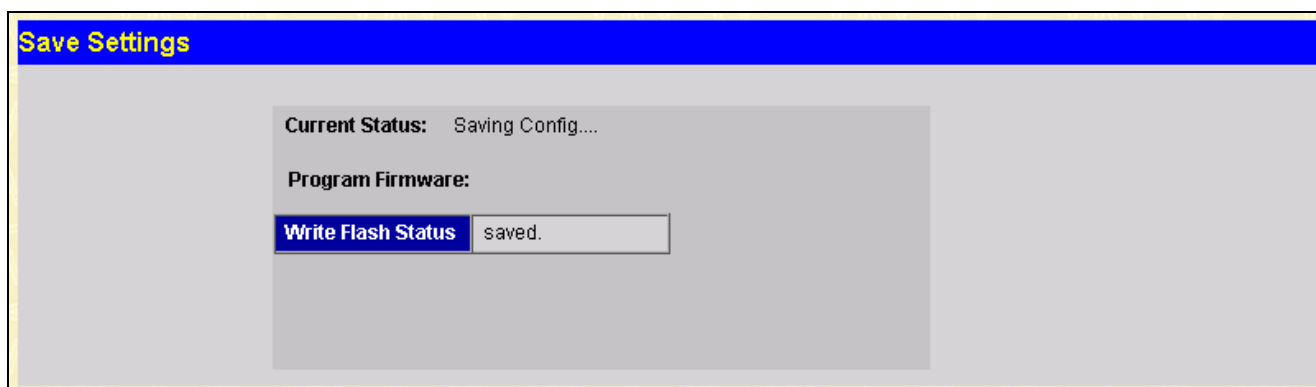 Save Settings
Current Status: Saving Config....
Program Firmware:
Write Flash Status saved.